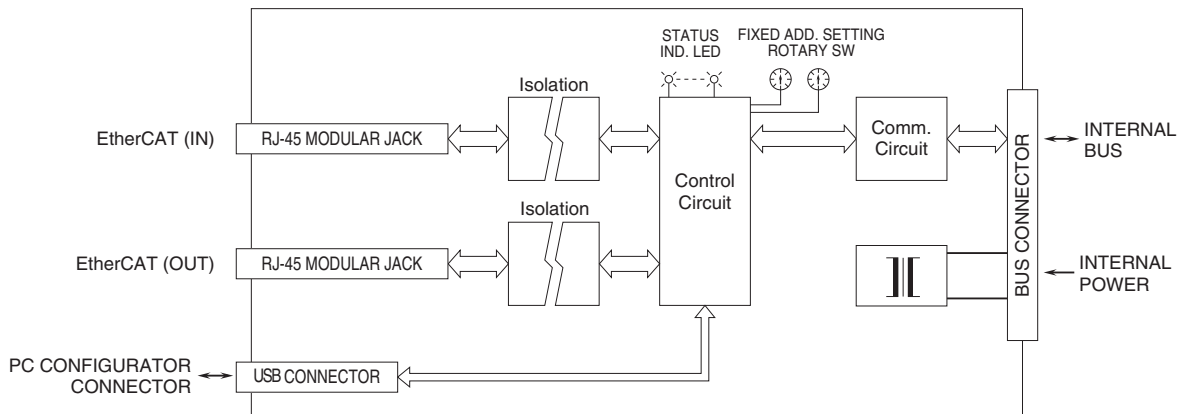 STATUS
IND. LED
FIXED ADD. SETTING
ROTARY SW
Isolation
EtherCAT (IN)
RJ-45 MODULAR JACK
Comm.
Circuit
INTERNAL
BUS
Control
Circuit
BUS CONNECTOR
Isolation
EtherCAT (OUT)
RJ-45 MODULAR JACK
INTERNAL
POWER
PC CONFIGURATOR
CONNECTOR
USB CONNECTOR